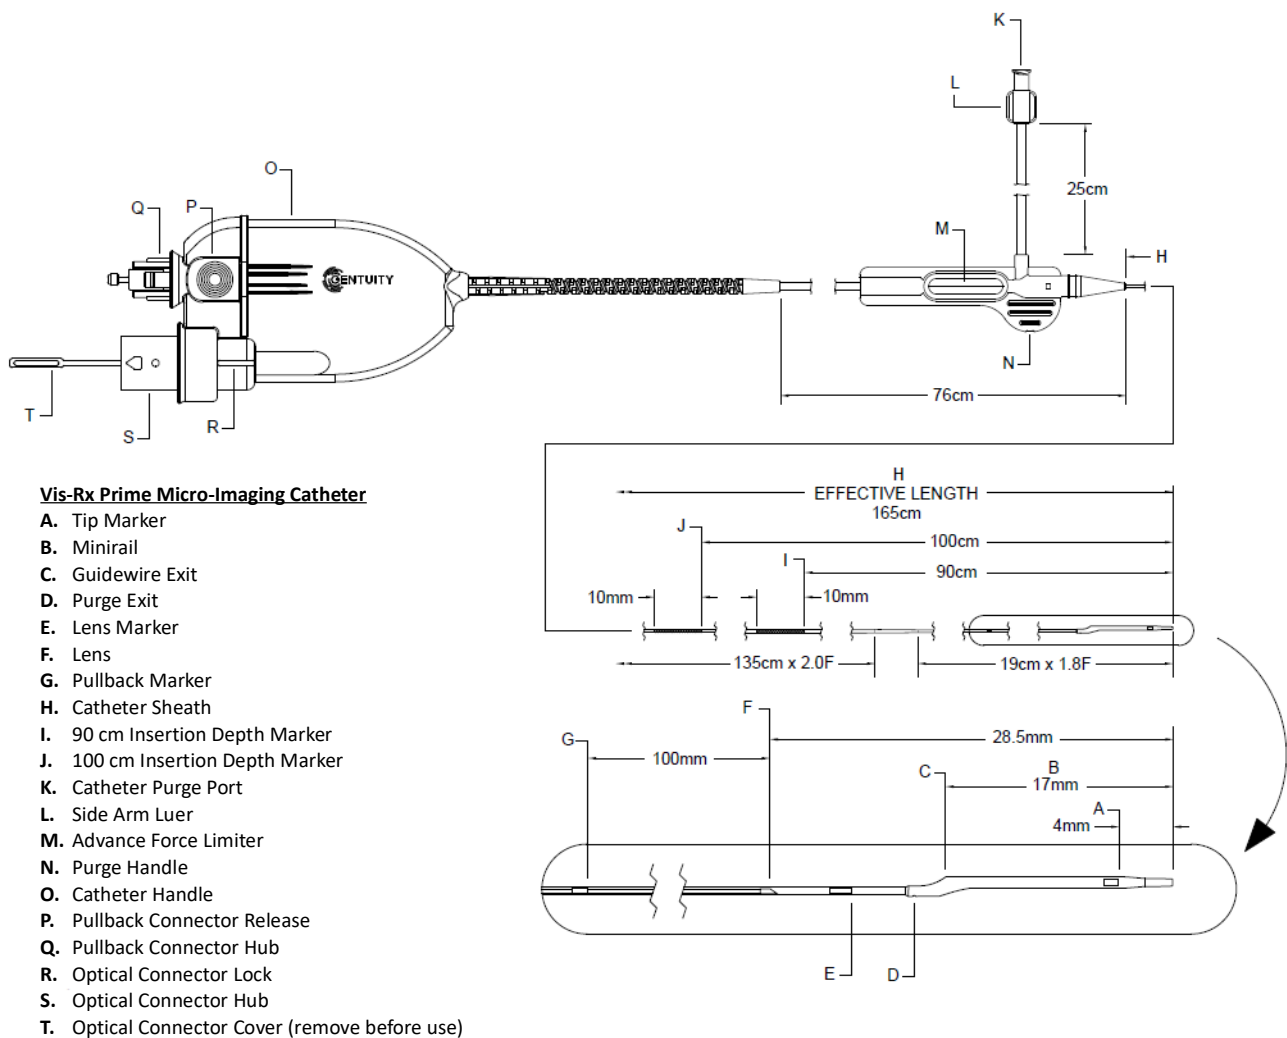 K
L
25cm
O
Q
P
M
H
GENTUITY
N
76cm
T
S
R
H
EFFECTIVE LENGTH
165cm
J
100cm
I
90cm
10mm
10mm
135cm x 2.0F
19cm x 1.8F
F
28.5mm
G
100mm
C
B
17mm
A
4mm
E
D
Vis-Rx Prime Micro-Imaging Catheter
A. Tip Marker
B. Minirail
C. Guidewire Exit
D. Purge Exit
E. Lens Marker
F. Lens
G. Pullback Marker
H. Catheter Sheath
I. 90 cm Insertion Depth Marker
J. 100 cm Insertion Depth Marker
K. Catheter Purge Port
L. Side Arm Luer
M. Advance Force Limiter
N. Purge Handle
O. Catheter Handle
P. Pullback Connector Release
Q. Pullback Connector Hub
R. Optical Connector Lock
S. Optical Connector Hub
T. Optical Connector Cover (remove before use)